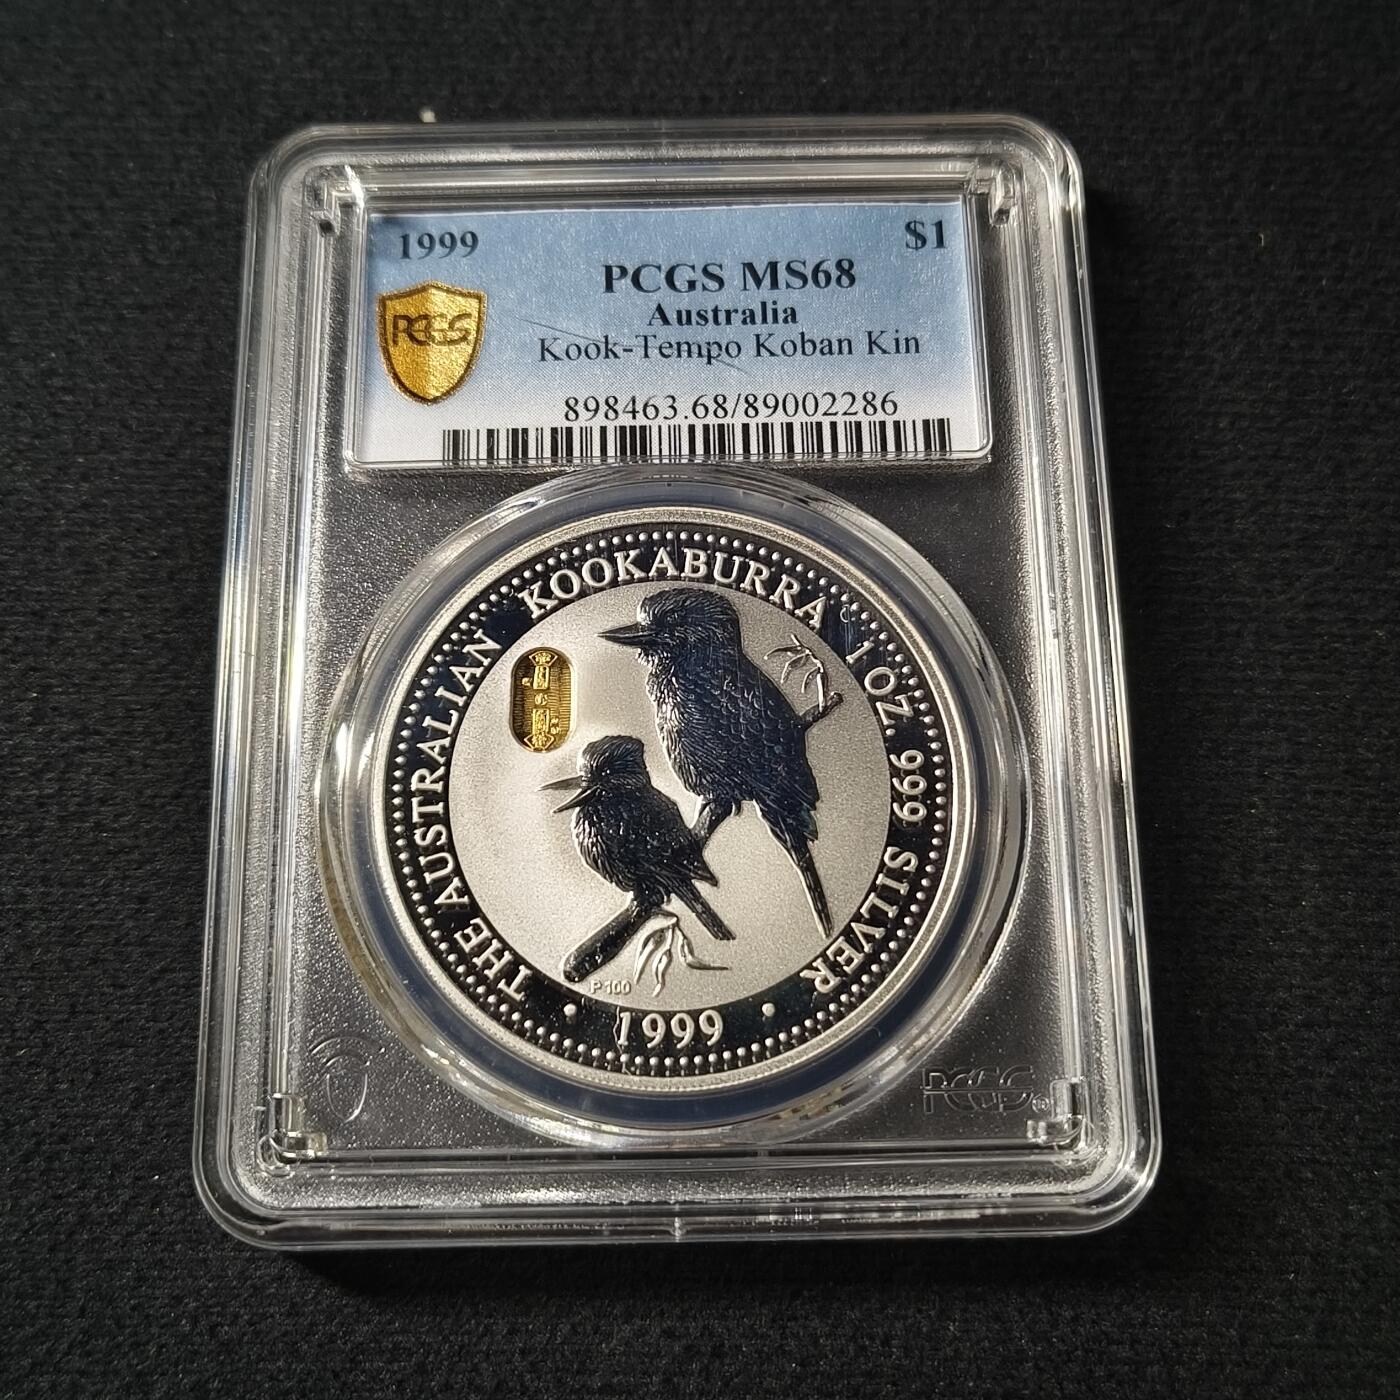 1999
$1
PCGS MS68
Australia
PCGS
Kook-Tempo Koban Kin
898463.68/89002286
THE AUSTRALIAN KOOKABURRA 1 OZ. 999 SILVER
P100
· 1999 ·
PCGS